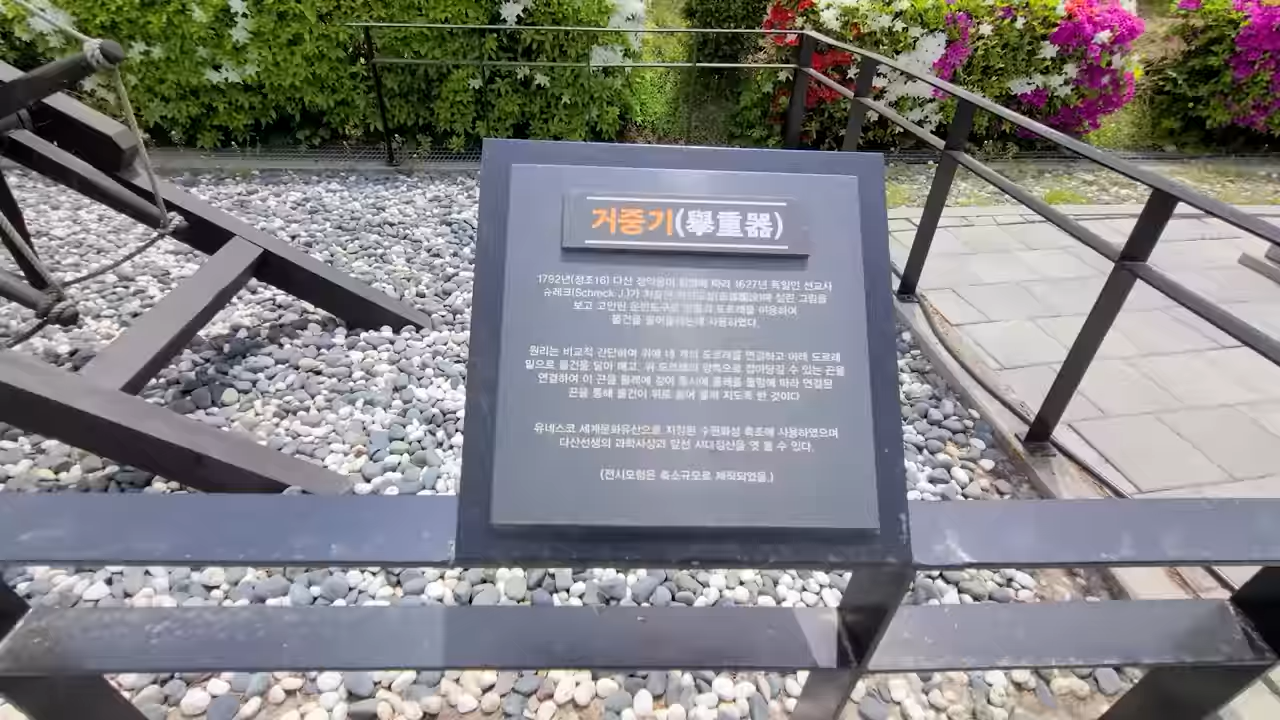 거중기(擧重器)
1792년(정조16) 다산 정약용이 왕명에 따라 1627년 독일인 선교사
슈레크(Schreck J.)가 지은 실린 그림을
보고 고안한 운반도구로 도르래를 이용하여
물건을 들어올리는데 사용하였다.
원리는 비교적 간단하여 위에 네 개의 도르래를 연결하고 아래 도르래
밑으로 물건을 달아 매고, 위 도르래의 양쪽으로 잡아당길 수 있는 끈을
연결하여 이 끈을 물레에 감아 동시에 물레를 돌림에 따라 연결된
끈을 통해 물건이 위로 들어 올려 지도록 한 것이다
유네스코 세계문화유산으로 지정된 수원화성 축조에 사용하였으며
다산선생의 과학사상과 앞선 시대정신을 엿 볼 수 있다.
(전시모형은 축소규모로 제작되었음.)